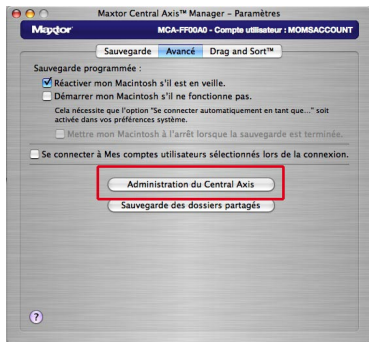 Maxtor Central Axis™ Manager – Paramètres
Maxtor
MCA-FF00A0 - Compte utilisateur : MOMSACCOUNT
Sauvegarde Avancé Drag and Sort™
Sauvegarde programmée :
Réactiver mon Macintosh s'il est en veille.
Démarrer mon Macintosh s'il ne fonctionne pas.
Cela nécessite que l'option "Se connecter automatiquement en tant que..." soit
activée dans vos préférences système.
Mettre mon Macintosh à l'arrêt lorsque la sauvegarde est terminée.
Se connecter à Mes comptes utilisateurs sélectionnés lors de la connexion.
Administration du Central Axis
Sauvegarde des dossiers partagés
?